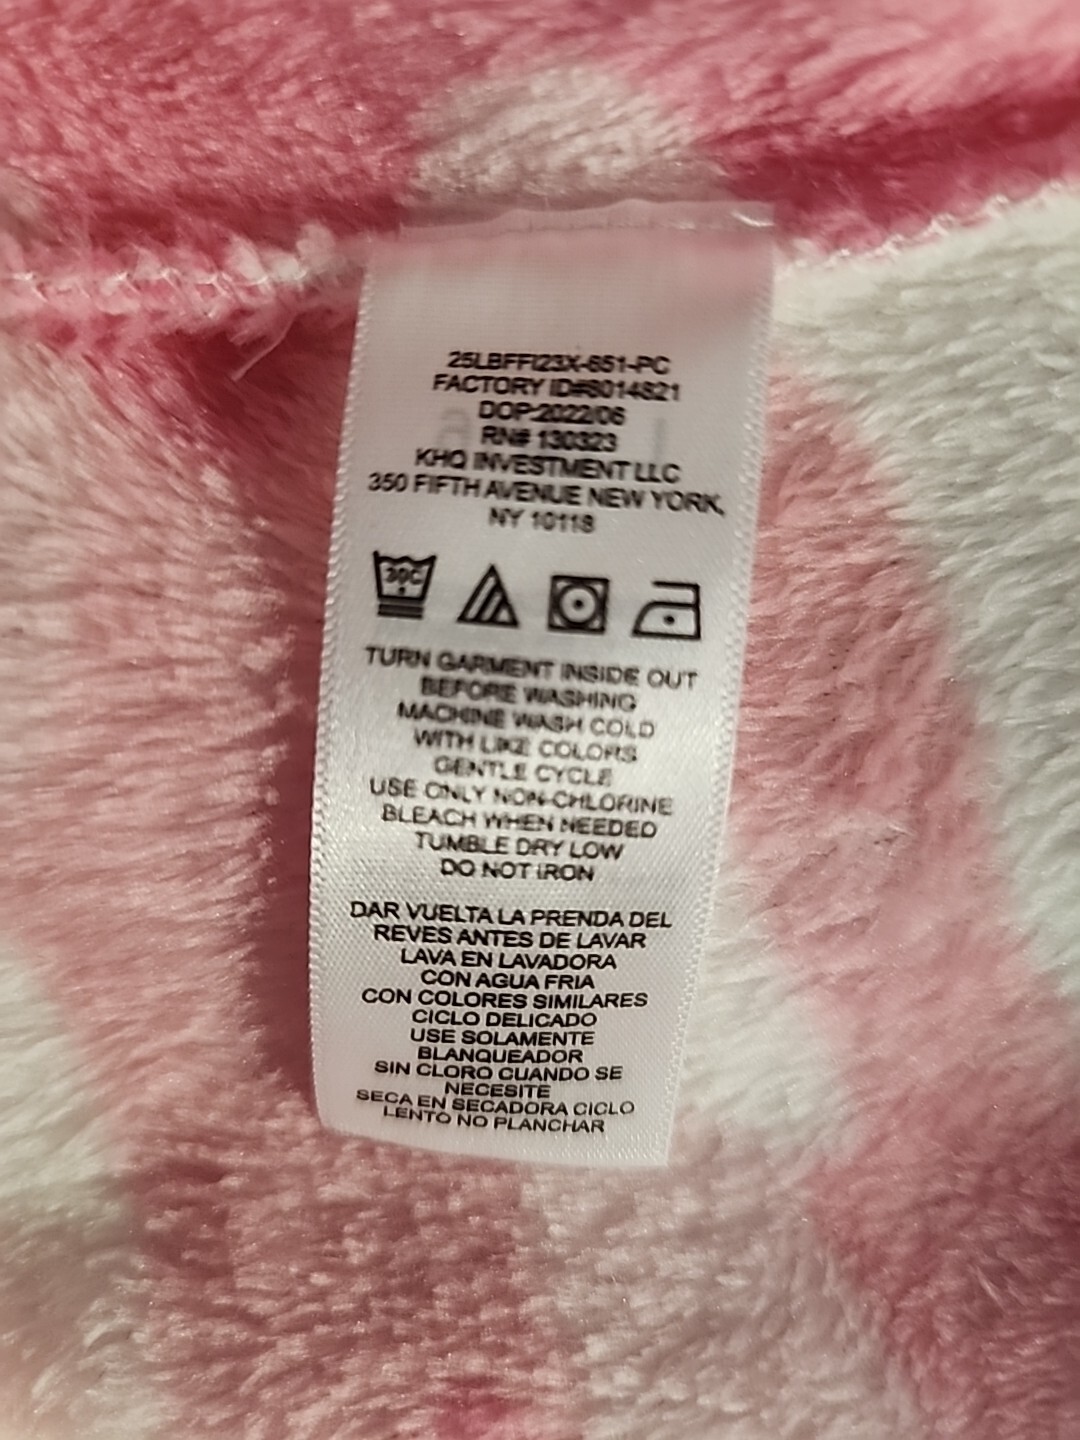 25LBFFI23X-651-PC
FACTORY ID#8014821
DOP:2022/06
RN# 130323
KHQ INVESTMENT LLC
350 FIFTH AVENUE NEW YORK,
NY 10118
30C
TURN GARMENT INSIDE OUT
BEFORE WASHING
MACHINE WASH COLD
WITH LIKE COLORS
GENTLE CYCLE
USE ONLY NON-CHLORINE
BLEACH WHEN NEEDED
TUMBLE DRY LOW
DO NOT IRON
DAR VUELTA LA PRENDA DEL
REVES ANTES DE LAVAR
LAVA EN LAVADORA
CON AGUA FRIA
CON COLORES SIMILARES
CICLO DELICADO
USE SOLAMENTE
BLANQUEADOR
SIN CLORO CUANDO SE
NECESITE
SECA EN SECADORA CICLO
LENTO NO PLANCHAR